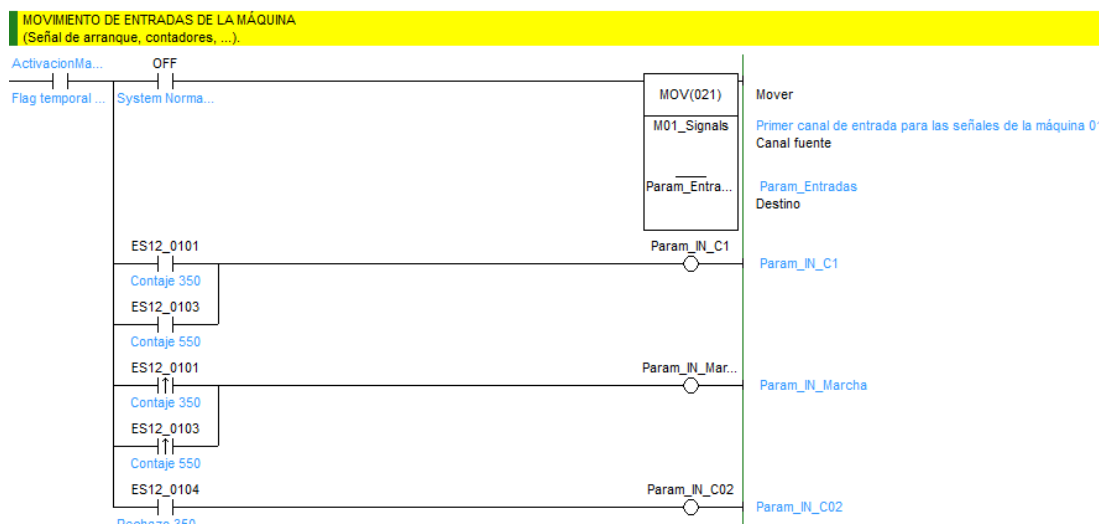 MOVIMIENTO DE ENTRADAS DE LA MÁQUINA
(Señal de arranque, contadores, ...).
ActivacionMa...
OFF
Flag temporal ...
System Norma...
MOV(021)
Mover
M01_Signals
Primer canal de entrada para las señales de la máquina 0
Canal fuente
Param_Entra...
Param_Entradas
Destino
ES12_0101
Param_IN_C1
Contaje 350
Param_IN_C1
ES12_0103
Contaje 550
ES12_0101
Param_IN_Mar...
Contaje 350
Param_IN_Marcha
ES12_0103
Contaje 550
ES12_0104
Param_IN_C02
Param_IN_C02
Rechazo 350